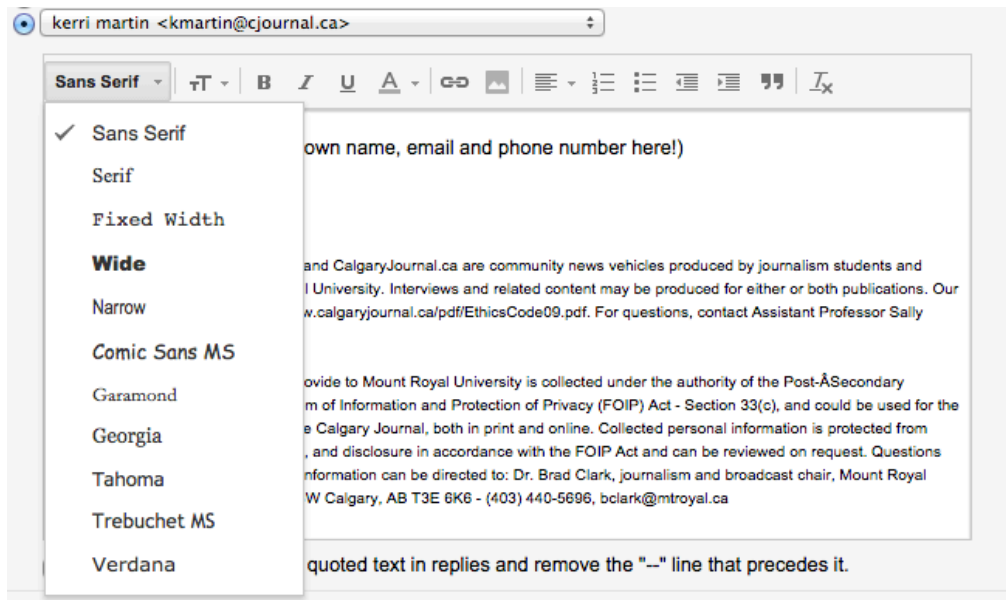 kerri martin <kmartin@cjournal.ca>
Sans Serif T T B I U A T x
Sans Serif
own name, email and phone number here!)
Serif
Fixed Width
Wide
and CalgaryJournal.ca are community news vehicles produced by journalism students and
l University. Interviews and related content may be produced for either or both publications. Our
Narrow
w.calgaryjournal.ca/pdf/EthicsCode09.pdf. For questions, contact Assistant Professor Sally
Comic Sans MS
ovide to Mount Royal University is collected under the authority of the Post-ÂSecondary
Garamond
m of Information and Protection of Privacy (FOIP) Act - Section 33(c), and could be used for the
e Calgary Journal, both in print and online. Collected personal information is protected from
Georgia
, and disclosure in accordance with the FOIP Act and can be reviewed on request. Questions
Tahoma
nformation can be directed to: Dr. Brad Clark, journalism and broadcast chair, Mount Royal
W Calgary, AB T3E 6K6 - (403) 440-5696, bclark@mtroyal.ca
Trebuchet MS
Verdana
quoted text in replies and remove the "--" line that precedes it.